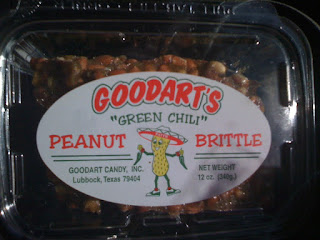 GOODART'S
"GREEN CHILI"
PEANUT BRITTLE
GOODART CANDY, INC.
Lubbock, Texas 79404
NET WEIGHT
12 oz. (340g.)